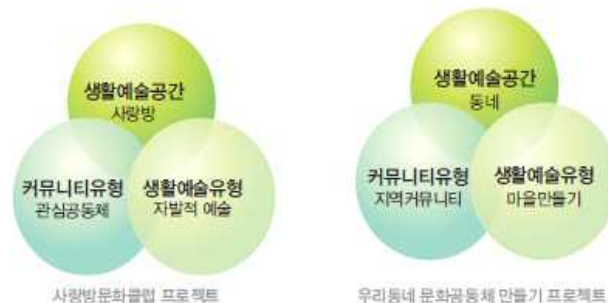 생활예술공간
사랑방
커뮤니티유형
관심공동체
생활예술유형
자발적 예술
사랑방문화클럽 프로젝트
생활예술공간
동네
커뮤니티유형
지역커뮤니티
생활예술유형
마을만들기
우리동네 문화공동체 만들기 프로젝트